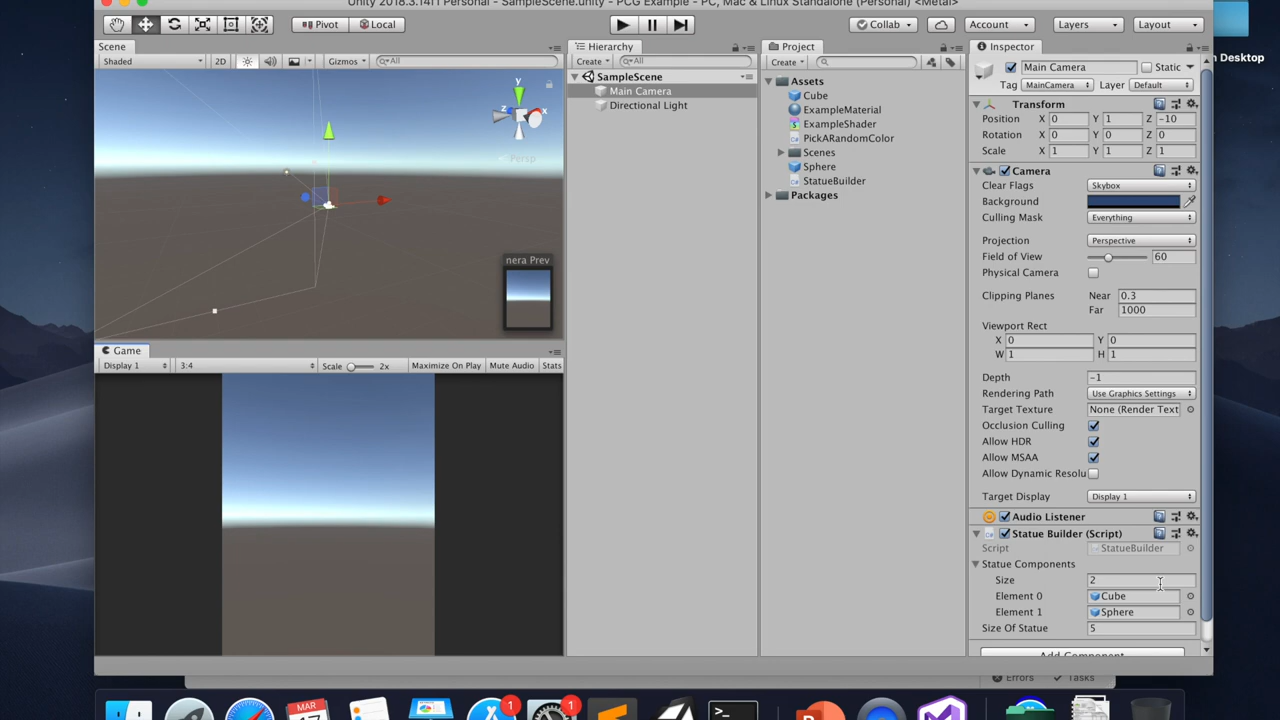 Unity 2018.3.14f1 Personal - SampleScene.unity - PCG Example - PC, Mac & Linux Standalone (Personal) <Metal>
Pivot Local Collab Account Layers Layout
Scene
Shaded 2D Gizmos All
y
x
z
Persp
nera Prev
Game
Display 1 3:4 Scale 2x Maximize On Play Mute Audio Stats
Hierarchy
Create All
SampleScene
Main Camera
Directional Light
Project
Create
Assets
Cube
ExampleMaterial
ExampleShader
PickARandomColor
Scenes
Sphere
StatueBuilder
Packages
Inspector
Main Camera Static
Tag MainCamera Layer Default
Transform
Position X 0 Y 1 Z -10
Rotation X 0 Y 0 Z 0
Scale X 1 Y 1 Z 1
Camera
Clear Flags Skybox
Background
Culling Mask Everything
Projection Perspective
Field of View 60
Physical Camera
Clipping Planes Near 0.3
Far 1000
Viewport Rect
X 0 Y 0
W 1 H 1
Depth -1
Rendering Path Use Graphics Settings
Target Texture None (Render Text
Occlusion Culling
Allow HDR
Allow MSAA
Allow Dynamic Resolu
Target Display Display 1
Audio Listener
Statue Builder (Script)
Script StatueBuilder
Statue Components
Size 2
Element 0 Cube
Element 1 Sphere
Size Of Statue 5
Add Component
Errors Tasks
Desktop
MAR
17
1
1